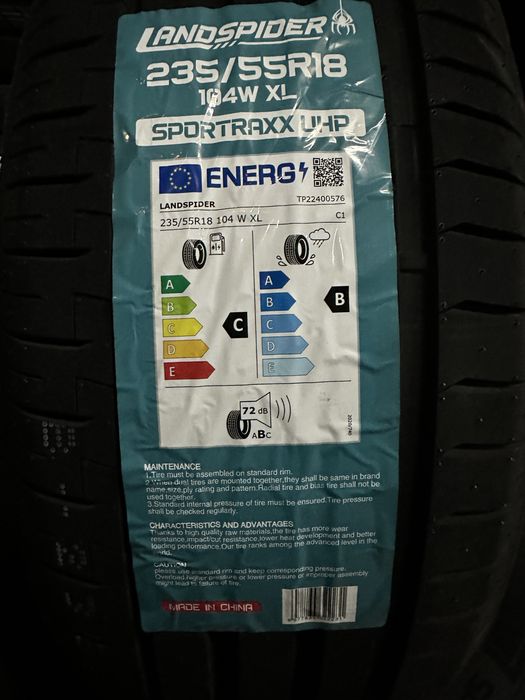 LANDSPIDER
235/55R18
104W XL
SPORTRAXX UHP
ENERG
LANDSPIDER TP22400576
235/55R18 104 W XL C1
A A
B B B
C C C
D D
E
72 dB
ABC
2020/740
MAINTENANCE
1.Tire must be assembled on standard rim.
2.When dual tires are mounted together,they shall be same in brand
name,size,ply rating and pattern.Radial tire and bias tire shall not be
used together.
3.Standard internal pressure of tire must be ensured.Tire pressure
shall be checked regularly.
CHARACTERISTICS AND ADVANTAGES
Thanks to high quality raw materials,the tire has more wear
resistance,impact/cut resistance,lower heat development and better
loading performance.Our tire ranks among the advanced level in the
world.
CAUTION
please use standard rim and keep corresponding pressure.
Overload,higher pressure or lower pressure of improper assembly
might lead to failure of tire.
MADE IN CHINA